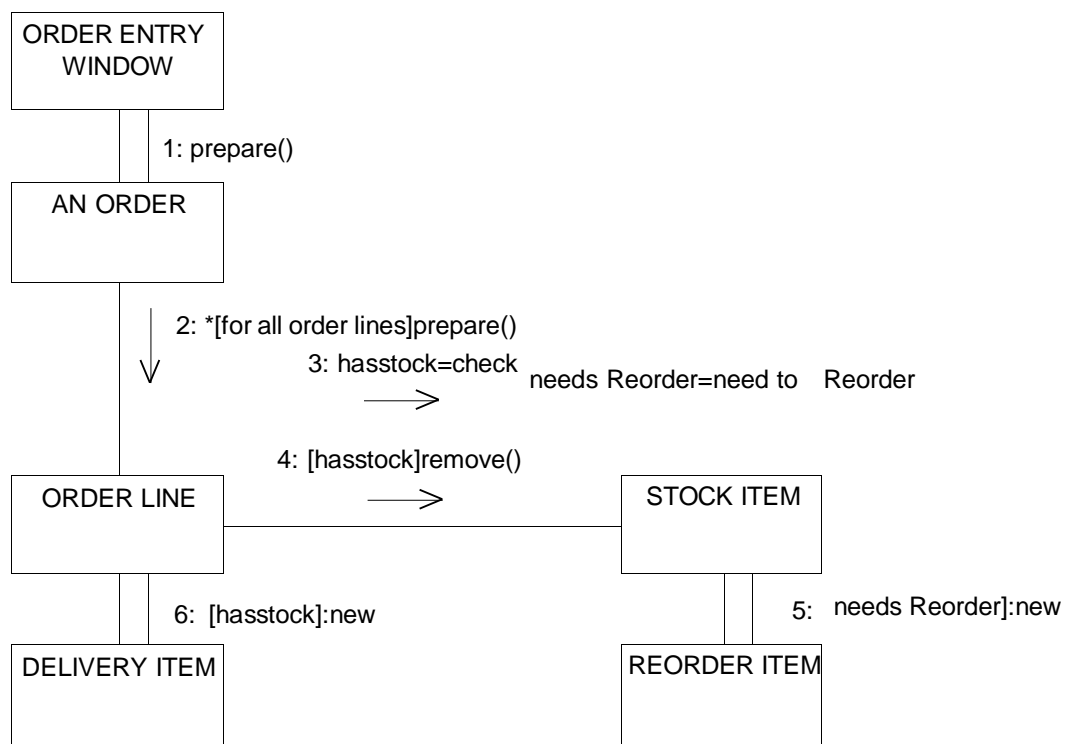 ORDER ENTRY
WINDOW
1: prepare()
AN ORDER
2: *[for all order lines]prepare()
3: hasstock=check
needs Reorder=need to Reorder
4: [hasstock]remove()
ORDER LINE
STOCK ITEM
6: [hasstock]:new
5: needs Reorder]:new
DELIVERY ITEM
REORDER ITEM